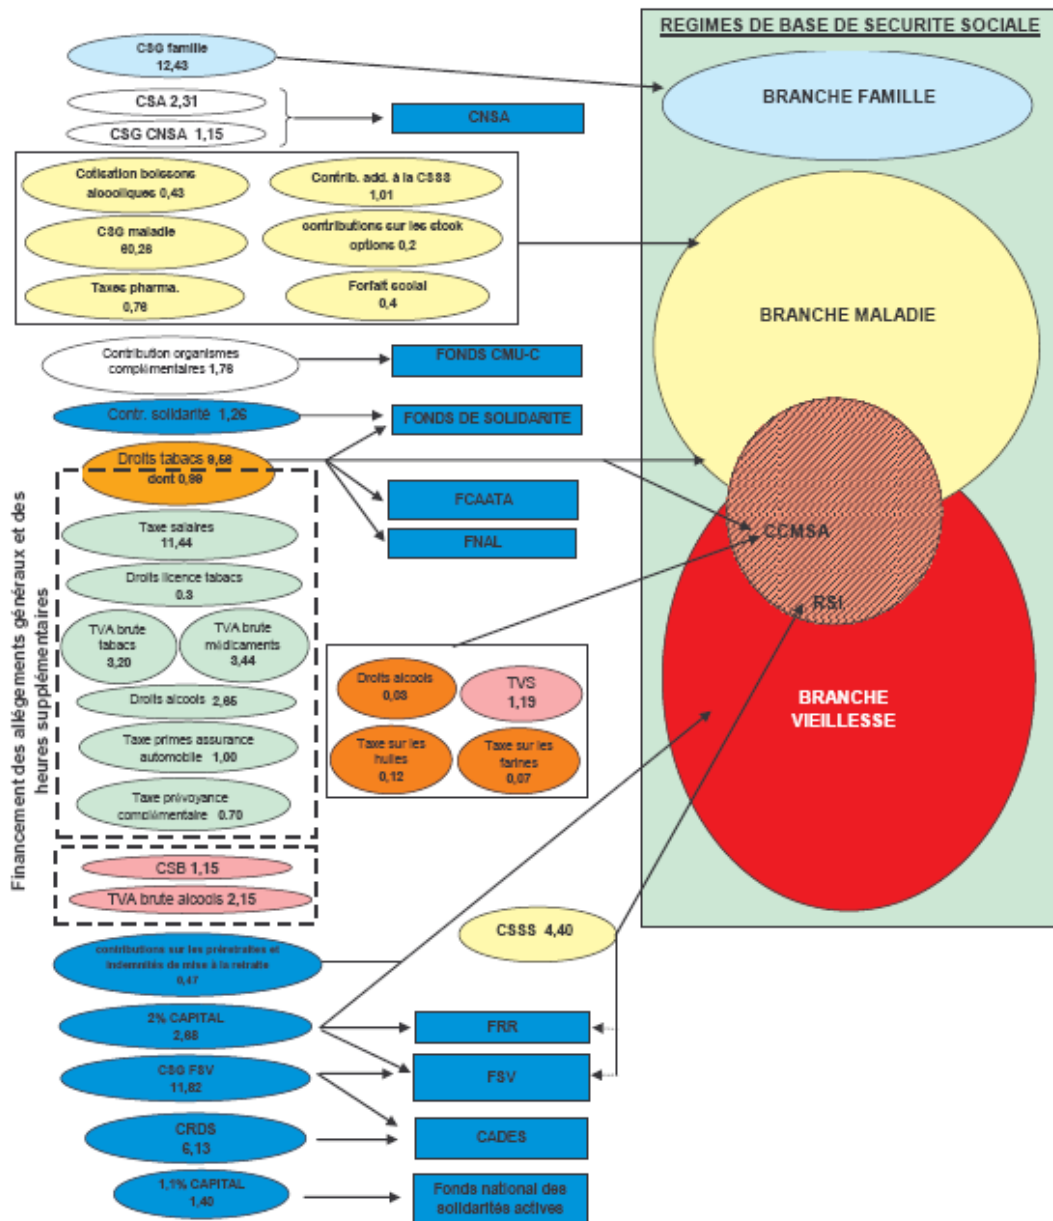 REGIMES DE BASE DE SECURITE SOCIALE
CSG famille
12,43
BRANCHE FAMILLE
CSA 2,31
CNSA
CSG CNSA 1,15
Cotisation boissons
alcooliques 0,43
Contrib. add. à la CSSS
1,01
CSG maladie
60,26
contributions sur les stock
options 0,2
Taxes pharma.
0,76
Forfait social
0,4
BRANCHE MALADIE
Contribution organismes
complémentaires 1,76
FONDS CMU-C
Contr. solidarité 1,26
FONDS DE SOLIDARITE
Droits tabacs 9,56
dont 0,99
FCAATA
FNAL
CCMSA
RSI
Financement des allégements généraux et des
heures supplémentaires
Taxe salaires
11,44
Droits licence tabacs
0.3
TVA brute
tabacs
3,20
TVA brute
médicaments
3,44
Droits alcools 2,65
Taxe primes assurance
automobile 1,00
Taxe prévoyance
complémentaire 0.70
Droits alcools
0,03
TVS
1,19
Taxe sur les
huiles
0,12
Taxe sur les
farines
0,07
BRANCHE
VIEILLESSE
CSB 1,15
TVA brute alcools 2,15
CSSS 4,40
contributions sur les préretraites et
indemnités de mise à la retraite
0,47
2% CAPITAL
2,68
FRR
CSG FSV
11,82
FSV
CRDS
6,13
CADES
1,1% CAPITAL
1,40
Fonds national des
solidarités actives